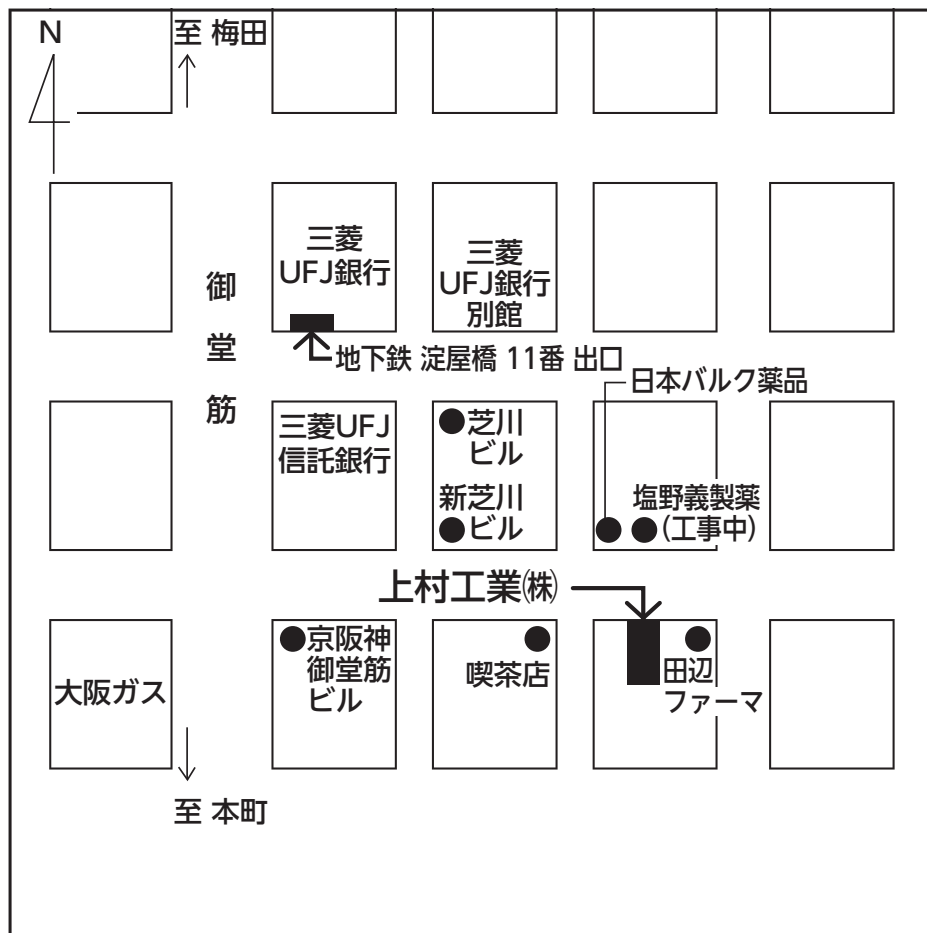 N
至 梅田
三菱
UFJ銀行
三菱
UFJ銀行
別館
御
堂
筋
地下鉄 淀屋橋 11番 出口
日本バルク薬品
三菱UFJ
信託銀行
芝川
ビル
新芝川
ビル
塩野義製薬
(工事中)
上村工業㈱
大阪ガス
京阪神
御堂筋
ビル
喫茶店
田辺
ファーマ
至 本町